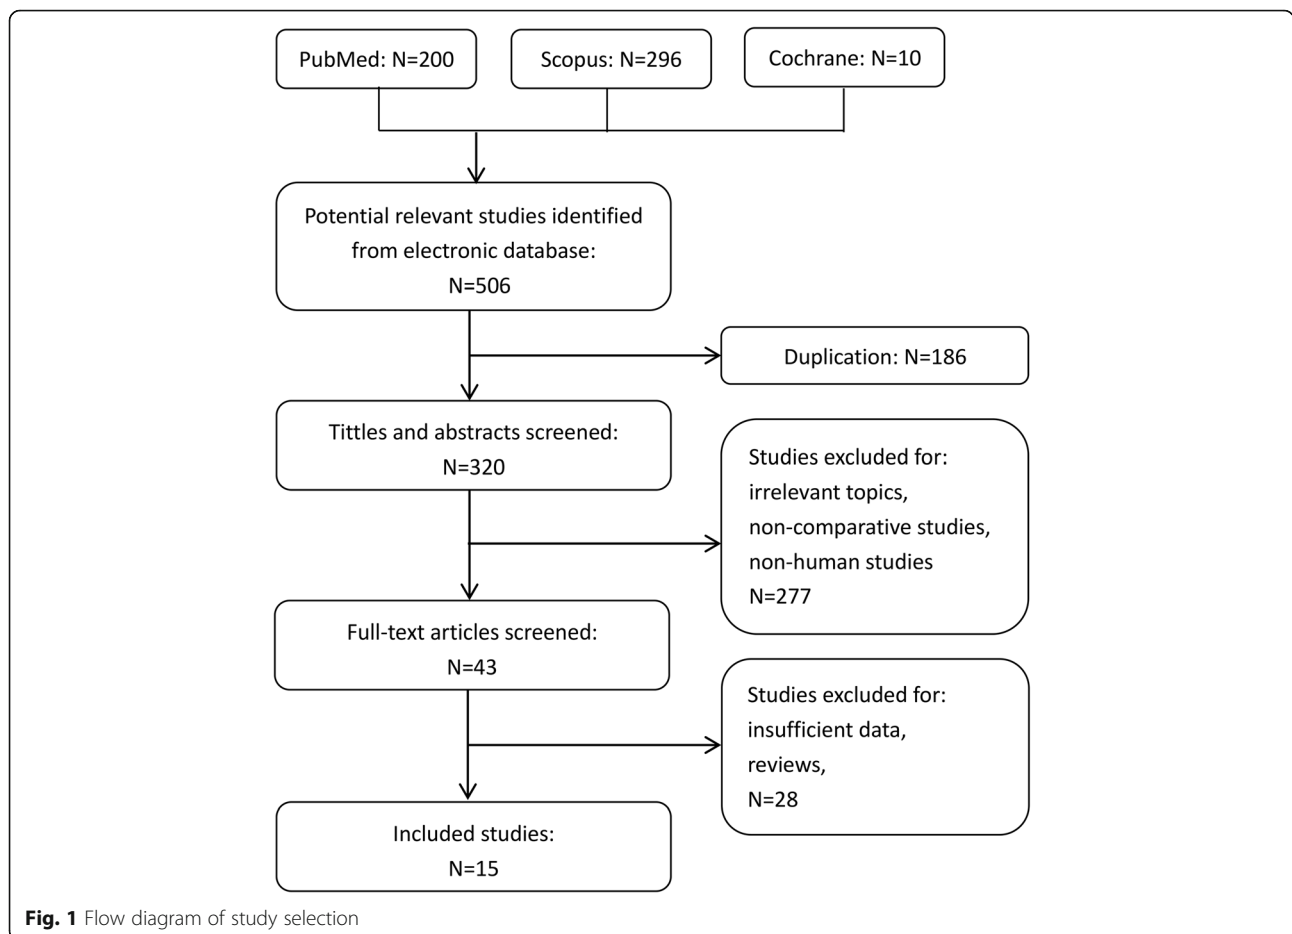 PubMed: N=200
Scopus: N=296
Cochrane: N=10
Potential relevant studies identified
from electronic database:
N=506
Duplication: N=186
Tittles and abstracts screened:
N=320
Studies excluded for:
irrelevant topics,
non-comparative studies,
non-human studies
N=277
Full-text articles screened:
N=43
Studies excluded for:
insufficient data,
reviews,
N=28
Included studies:
N=15
Fig. 1 Flow diagram of study selection